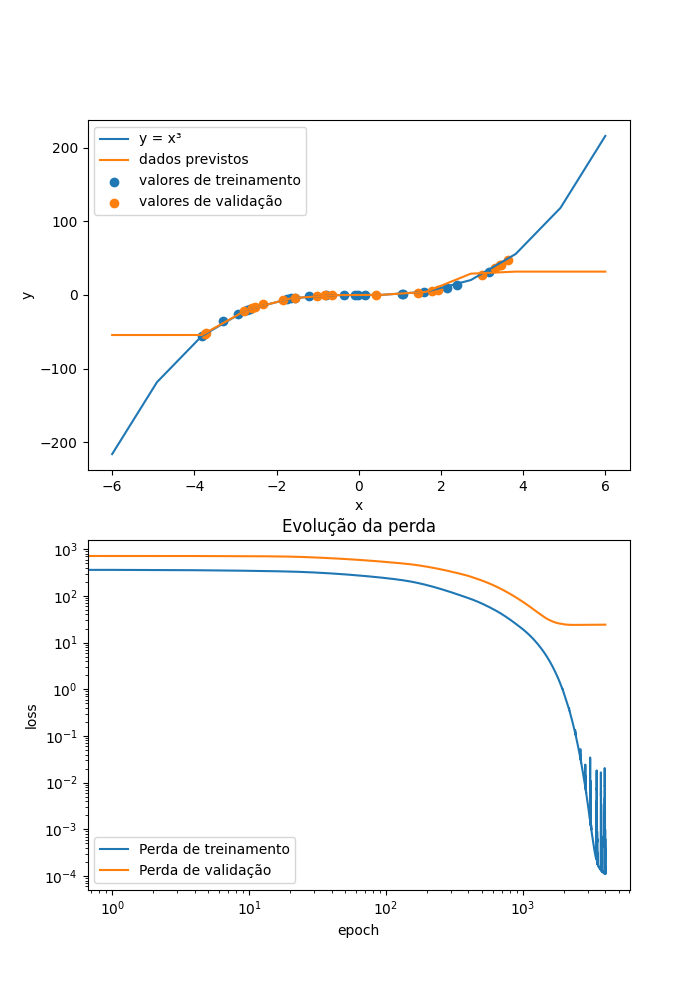 y = x³
dados previstos
valores de treinamento
valores de validação
200
100
0
−100
−200
y
−6 −4 −2 0 2 4 6
x
Evolução da perda
10³
10²
10¹
10⁰
10⁻¹
10⁻²
10⁻³
10⁻⁴
loss
Perda de treinamento
Perda de validação
10⁰ 10¹ 10² 10³
epoch